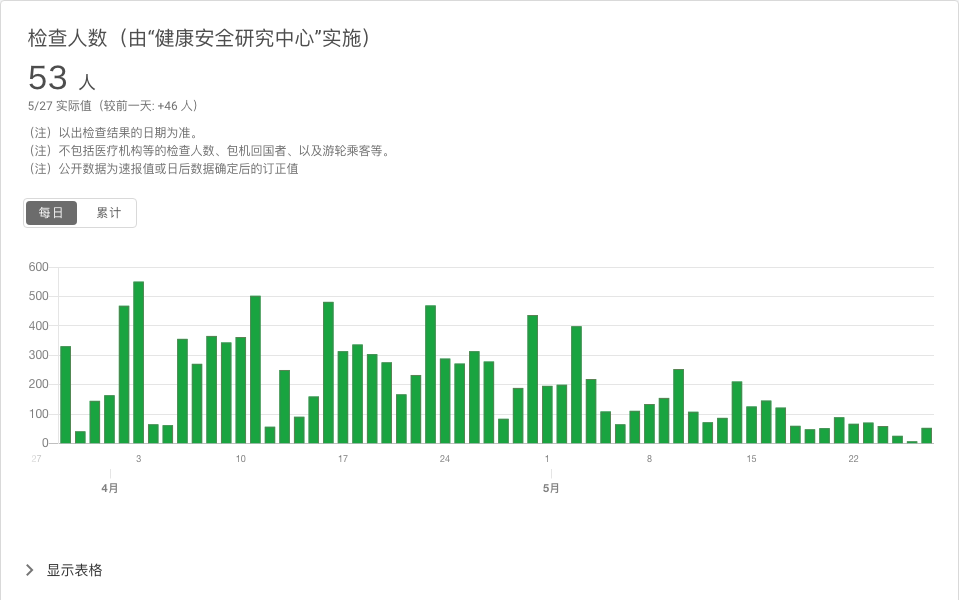 检查人数（由“健康安全研究中心”实施）
53 人
5/27 实际值（较前一天: +46 人）
（注）以出检查结果的日期为准。
（注）不包括医疗机构等的检查人数、包机回国者、以及游轮乘客等。
（注）公开数据为速报值或日后数据确定后的订正值
每日 累计
600
500
400
300
200
100
0
27 3 10 17 24 1 8 15 22
4月 5月
显示表格